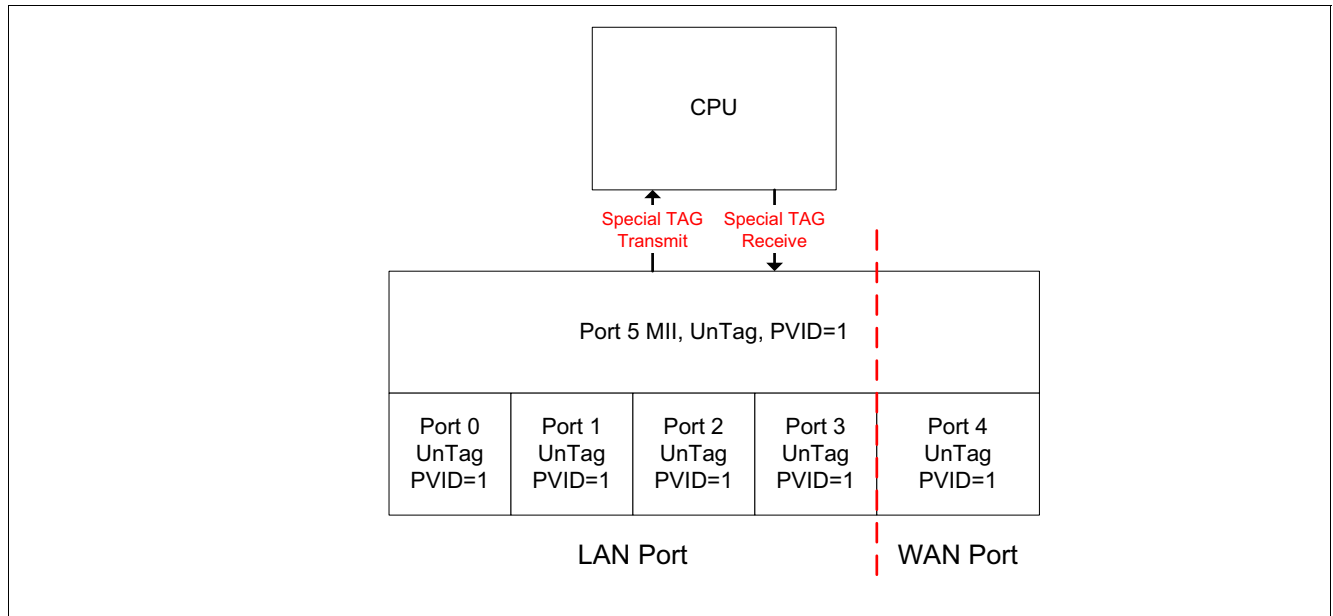 CPU
Special TAG
Transmit
Special TAG
Receive
Port 5 MII, UnTag, PVID=1
Port 0
UnTag
PVID=1
Port 1
UnTag
PVID=1
Port 2
UnTag
PVID=1
Port 3
UnTag
PVID=1
Port 4
UnTag
PVID=1
LAN Port
WAN Port